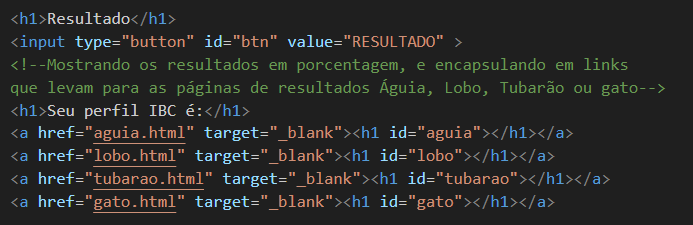 <h1>Resultado</h1>
<input type="button" id="btn" value="RESULTADO" >
<!--Mostrando os resultados em porcentagem, e encapsulando em links
que levam para as páginas de resultados Águia, Lobo, Tubarão ou gato-->
<h1>Seu perfil IBC é:</h1>
<a href="aguia.html" target="_blank"><h1 id="aguia"></h1></a>
<a href="lobo.html" target="_blank"><h1 id="lobo"></h1></a>
<a href="tubarao.html" target="_blank"><h1 id="tubarao"></h1></a>
<a href="gato.html" target="_blank"><h1 id="gato"></h1></a>